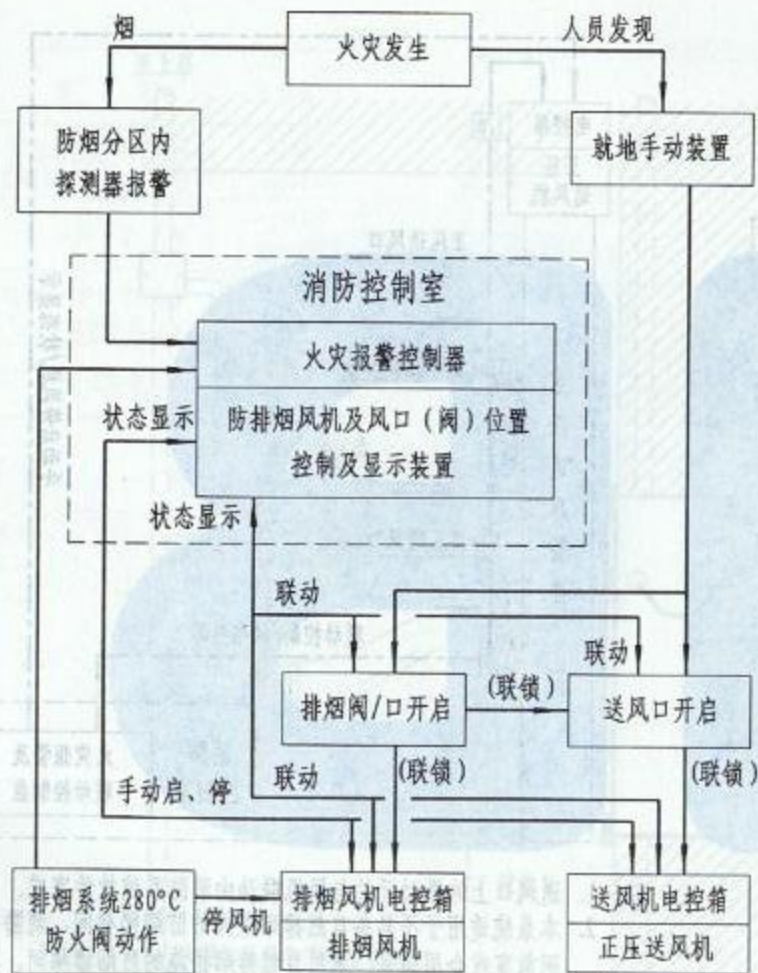 火灾发生
烟
人员发现
防烟分区内
探测器报警
就地手动装置
消防控制室
火灾报警控制器
状态显示
防排烟风机及风口（阀）位置
控制及显示装置
状态显示
联动
联动
排烟阀/口开启
(联锁)
送风口开启
(联锁)
(联锁)
联动
手动启、停
排烟系统280°C
防火阀动作
停风机
排烟风机电控箱
排烟风机
送风机电控箱
正压送风机